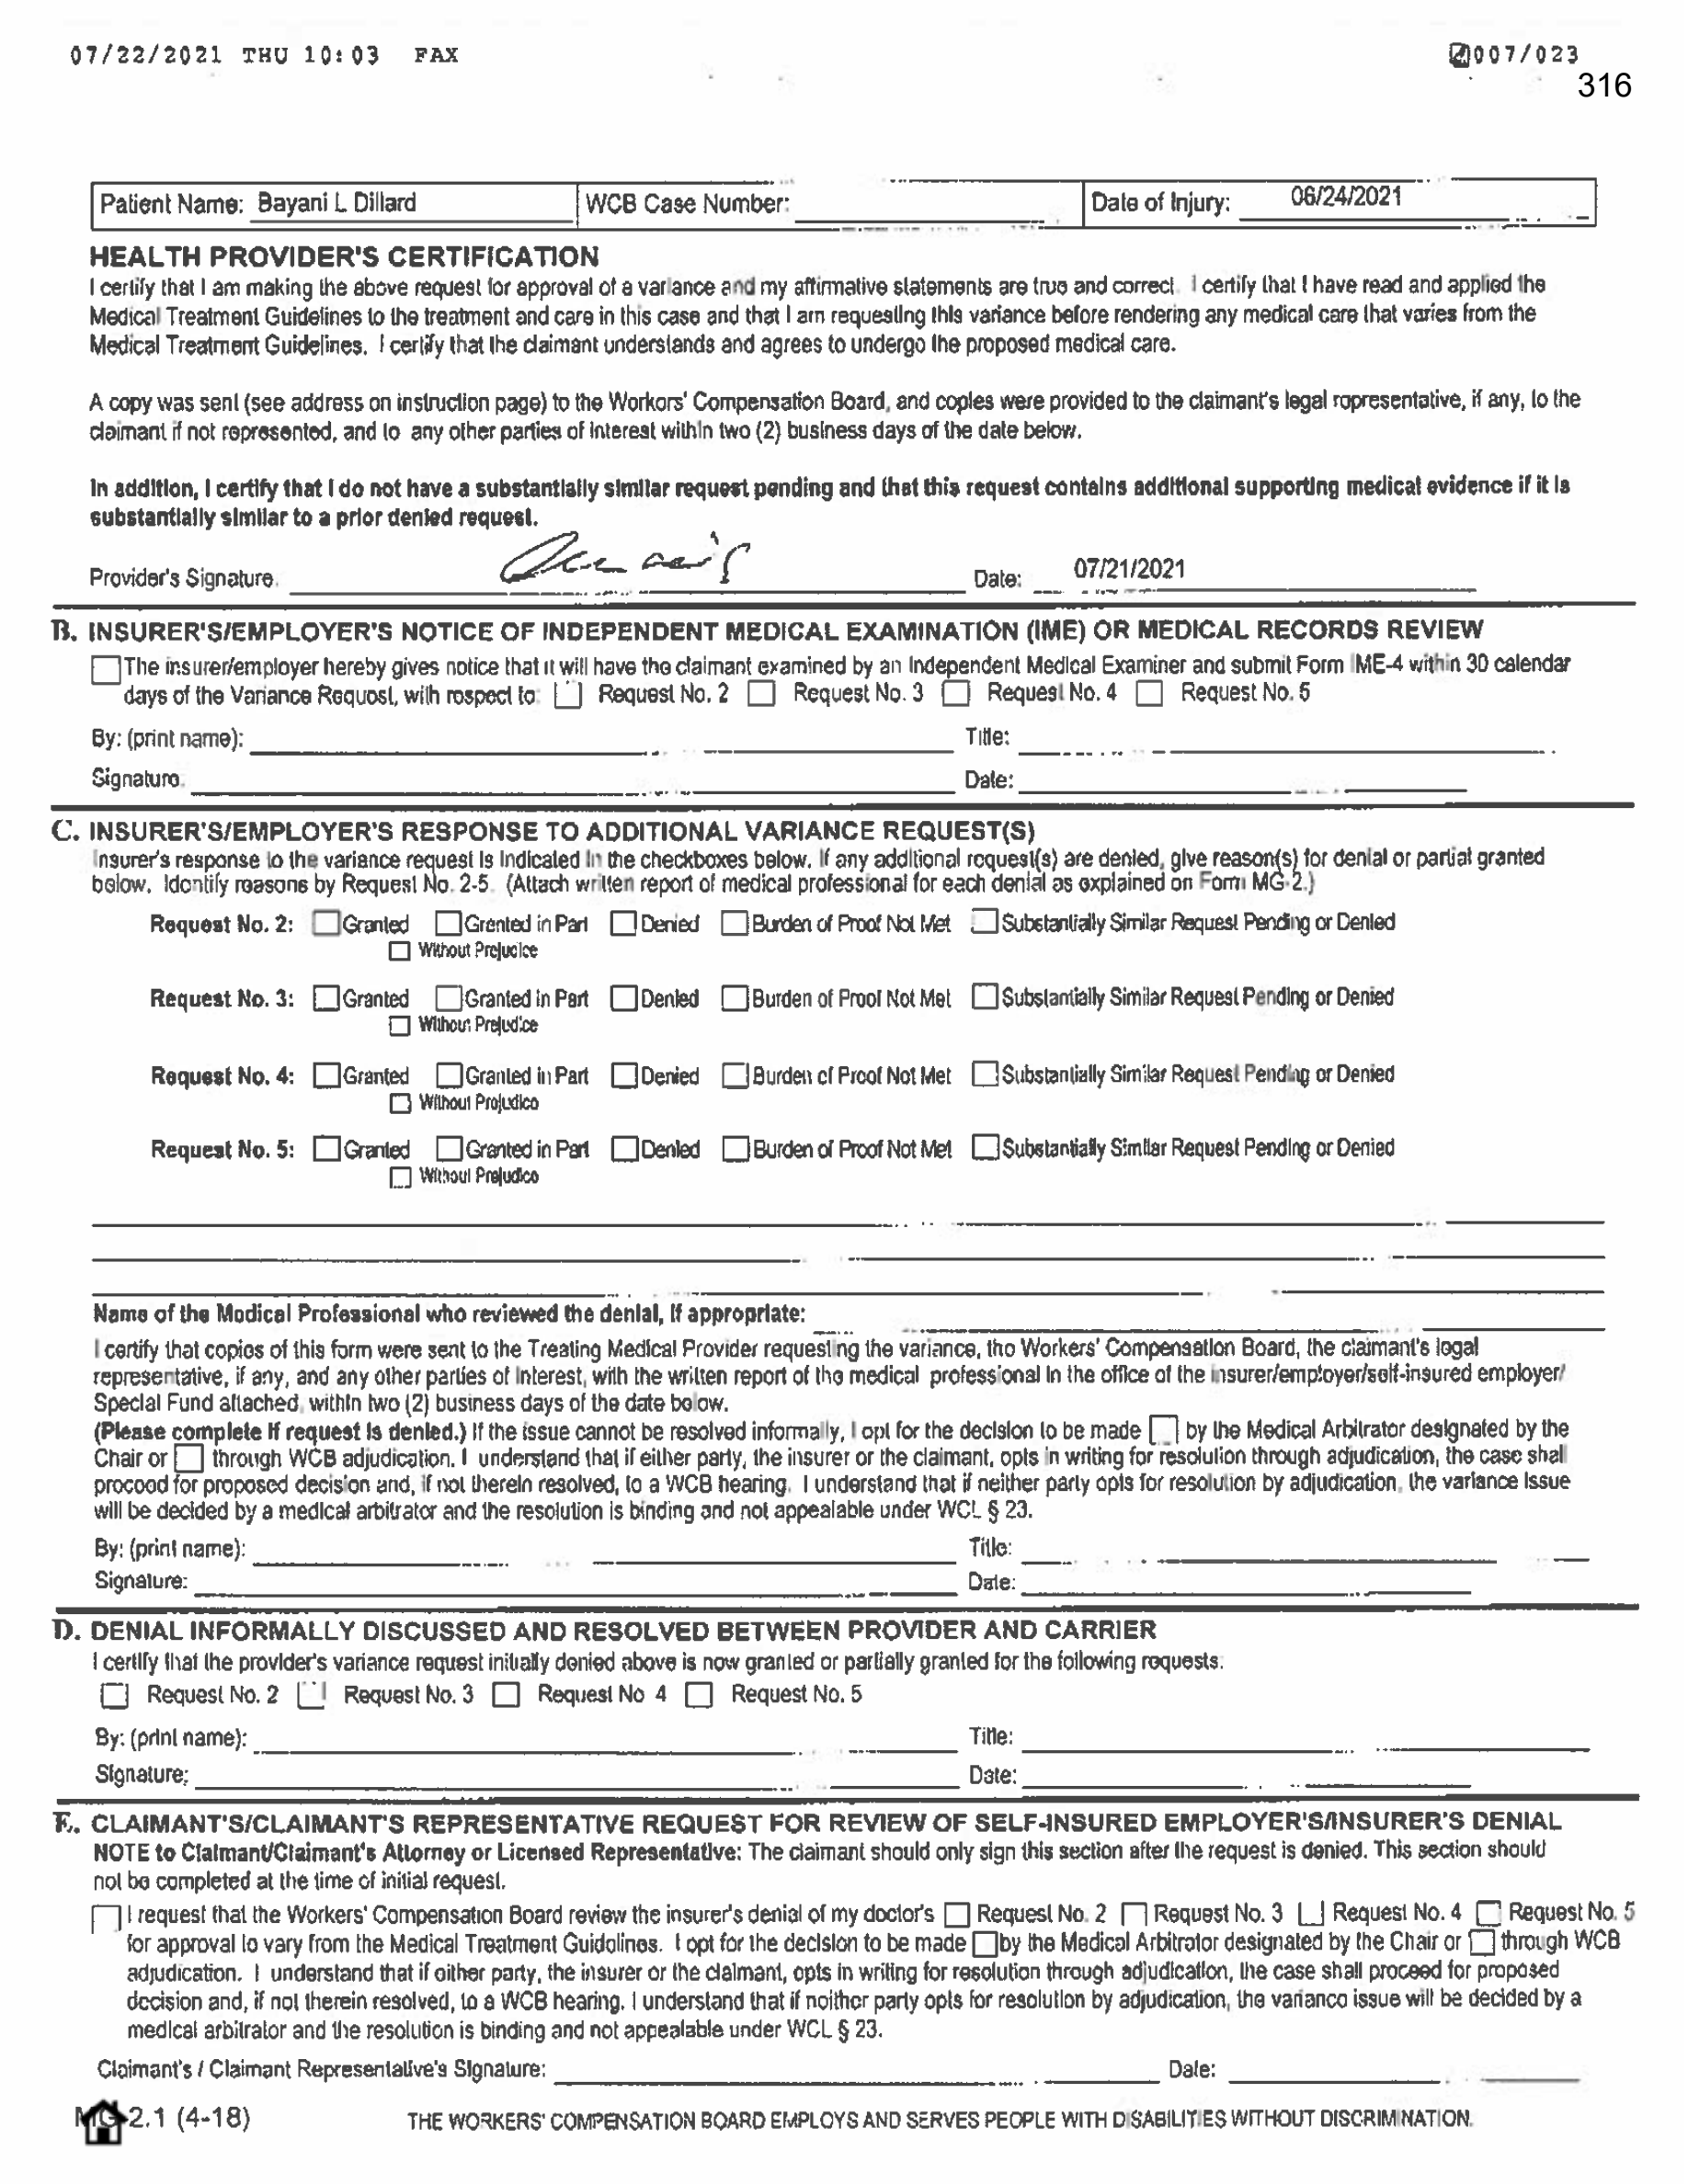 07/22/2021 THU 10:03 FAX
007/023
316
Patient Name: Bayani L Dillard WCB Case Number: Date of Injury: 06/24/2021
HEALTH PROVIDER'S CERTIFICATION
I certify that I am making the above request for approval of a variance and my affirmative statements are true and correct. I certify that I have read and applied the
Medical Treatment Guidelines to the treatment and care in this case and that I am requesting this variance before rendering any medical care that varies from the
Medical Treatment Guidelines. I certify that the claimant understands and agrees to undergo the proposed medical care.
A copy was sent (see address on instruction page) to the Workers' Compensation Board, and copies were provided to the claimant's legal representative, if any, to the
claimant if not represented, and to any other parties of interest within two (2) business days of the date below.
In addition, I certify that I do not have a substantially similar request pending and that this request contains additional supporting medical evidence if it is
substantially similar to a prior denied request.
Provider's Signature. Date: 07/21/2021
B. INSURER'S/EMPLOYER'S NOTICE OF INDEPENDENT MEDICAL EXAMINATION (IME) OR MEDICAL RECORDS REVIEW
The insurer/employer hereby gives notice that it will have the claimant examined by an Independent Medical Examiner and submit Form IME-4 within 30 calendar
days of the Variance Request, with respect to: Request No. 2 Request No. 3 Request No. 4 Request No. 5
By: (print name): Title:
Signature. Date:
C. INSURER'S/EMPLOYER'S RESPONSE TO ADDITIONAL VARIANCE REQUEST(S)
Insurer's response to the variance request is indicated in the checkboxes below. If any additional request(s) are denied, give reason(s) for denial or partial granted
below. Identify reasons by Request No. 2-5. (Attach written report of medical professional for each denial as explained on Form MG-2.)
Request No. 2: Granted Granted in Part Denied Burden of Proof Not Met Substantially Similar Request Pending or Denied
Without Prejudice
Request No. 3: Granted Granted in Part Denied Burden of Proof Not Met Substantially Similar Request Pending or Denied
Without Prejudice
Request No. 4: Granted Granted in Part Denied Burden of Proof Not Met Substantially Similar Request Pending or Denied
Without Prejudice
Request No. 5: Granted Granted in Part Denied Burden of Proof Not Met Substantially Similar Request Pending or Denied
Without Prejudice
Name of the Medical Professional who reviewed the denial, if appropriate:
I certify that copies of this form were sent to the Treating Medical Provider requesting the variance, the Workers' Compensation Board, the claimant's legal
representative, if any, and any other parties of interest, with the written report of the medical professional in the office of the insurer/employer/self-insured employer/
Special Fund attached, within two (2) business days of the date below.
(Please complete if request is denied.) If the issue cannot be resolved informally, I opt for the decision to be made by the Medical Arbitrator designated by the
Chair or through WCB adjudication. I understand that if either party, the insurer or the claimant, opts in writing for resolution through adjudication, the case shall
proceed for proposed decision and, if not therein resolved, to a WCB hearing. I understand that if neither party opts for resolution by adjudication, the variance issue
will be decided by a medical arbitrator and the resolution is binding and not appealable under WCL § 23.
By: (print name): Title:
Signature: Date:
D. DENIAL INFORMALLY DISCUSSED AND RESOLVED BETWEEN PROVIDER AND CARRIER
I certify that the provider's variance request initially denied above is now granted or partially granted for the following requests:
Request No. 2 Request No. 3 Request No 4 Request No. 5
By: (print name): Title:
Signature: Date:
E. CLAIMANT'S/CLAIMANT'S REPRESENTATIVE REQUEST FOR REVIEW OF SELF-INSURED EMPLOYER'S/INSURER'S DENIAL
NOTE to Claimant/Claimant's Attorney or Licensed Representative: The claimant should only sign this section after the request is denied. This section should
not be completed at the time of initial request.
I request that the Workers' Compensation Board review the insurer's denial of my doctor's Request No. 2 Request No. 3 Request No. 4 Request No. 5
for approval to vary from the Medical Treatment Guidelines. I opt for the decision to be made by the Medical Arbitrator designated by the Chair or through WCB
adjudication. I understand that if either party, the insurer or the claimant, opts in writing for resolution through adjudication, the case shall proceed for proposed
decision and, if not therein resolved, to a WCB hearing. I understand that if neither party opts for resolution by adjudication, the variance issue will be decided by a
medical arbitrator and the resolution is binding and not appealable under WCL § 23.
Claimant's / Claimant Representative's Signature: Date:
MG-2.1 (4-18) THE WORKERS' COMPENSATION BOARD EMPLOYS AND SERVES PEOPLE WITH DISABILITIES WITHOUT DISCRIMINATION.